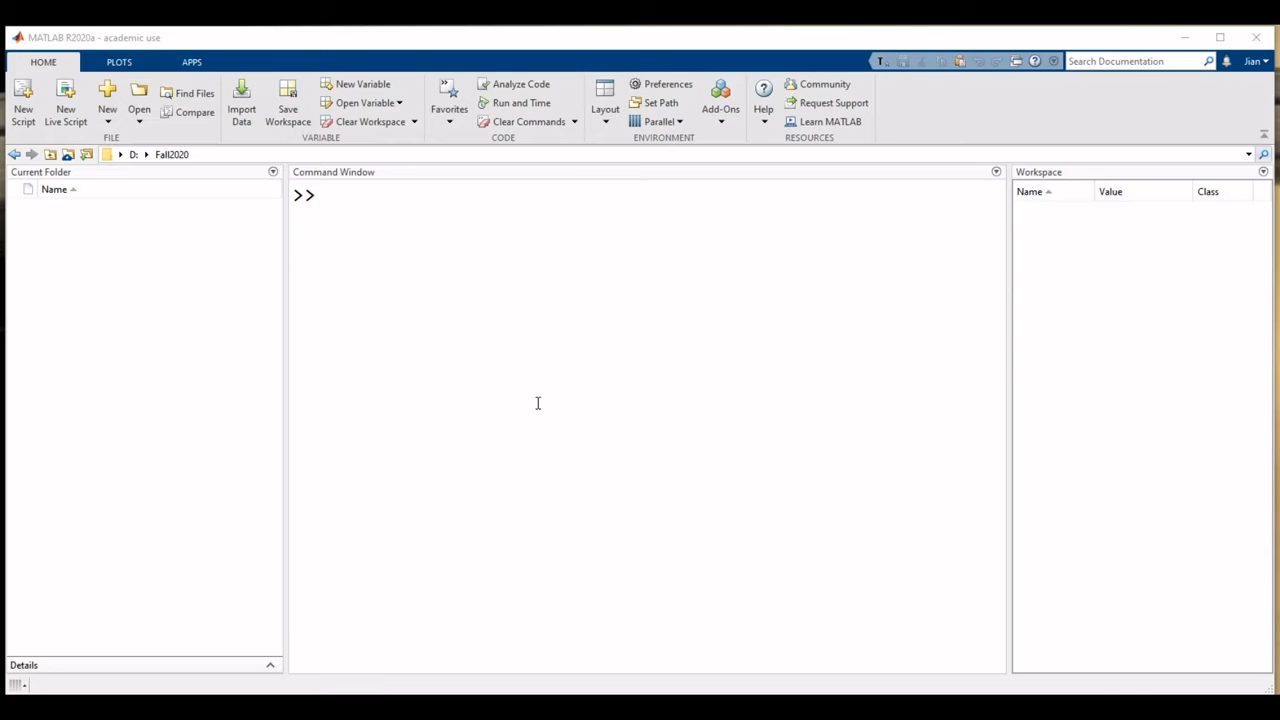 MATLAB R2020a - academic use
HOME PLOTS APPS
Search Documentation
Jian
New Script
New Live Script
New
Open
Find Files
Compare
FILE
Import Data
Save Workspace
New Variable
Open Variable
Clear Workspace
VARIABLE
Favorites
Analyze Code
Run and Time
Clear Commands
CODE
Layout
Preferences
Set Path
Parallel
Add-Ons
ENVIRONMENT
Help
Community
Request Support
Learn MATLAB
RESOURCES
D: Fall2020
Current Folder
Name
Command Window
>>
Workspace
Name Value Class
Details